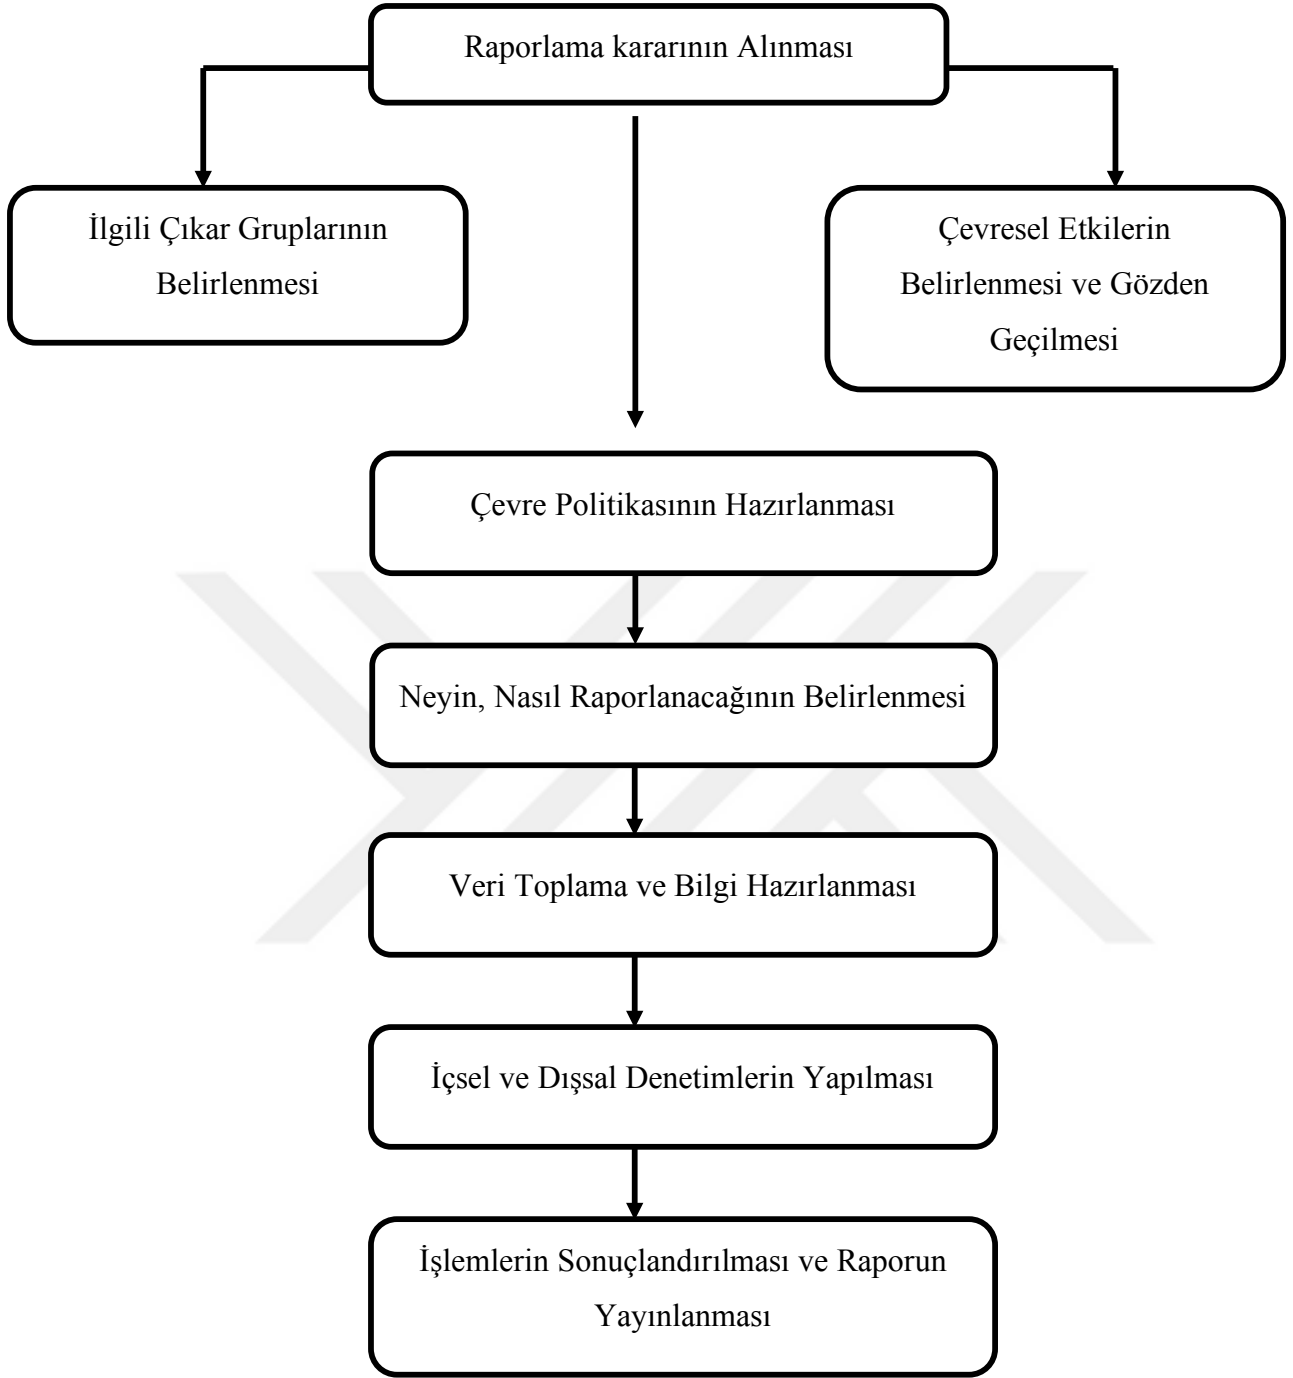 Raporlama kararının Alınması
İlgili Çıkar Gruplarının
Belirlenmesi
Çevresel Etkilerin
Belirlenmesi ve Gözden
Geçilmesi
Çevre Politikasının Hazırlanması
Neyin, Nasıl Raporlanacağının Belirlenmesi
Veri Toplama ve Bilgi Hazırlanması
İçsel ve Dışsal Denetimlerin Yapılması
İşlemlerin Sonuçlandırılması ve Raporun
Yayınlanması